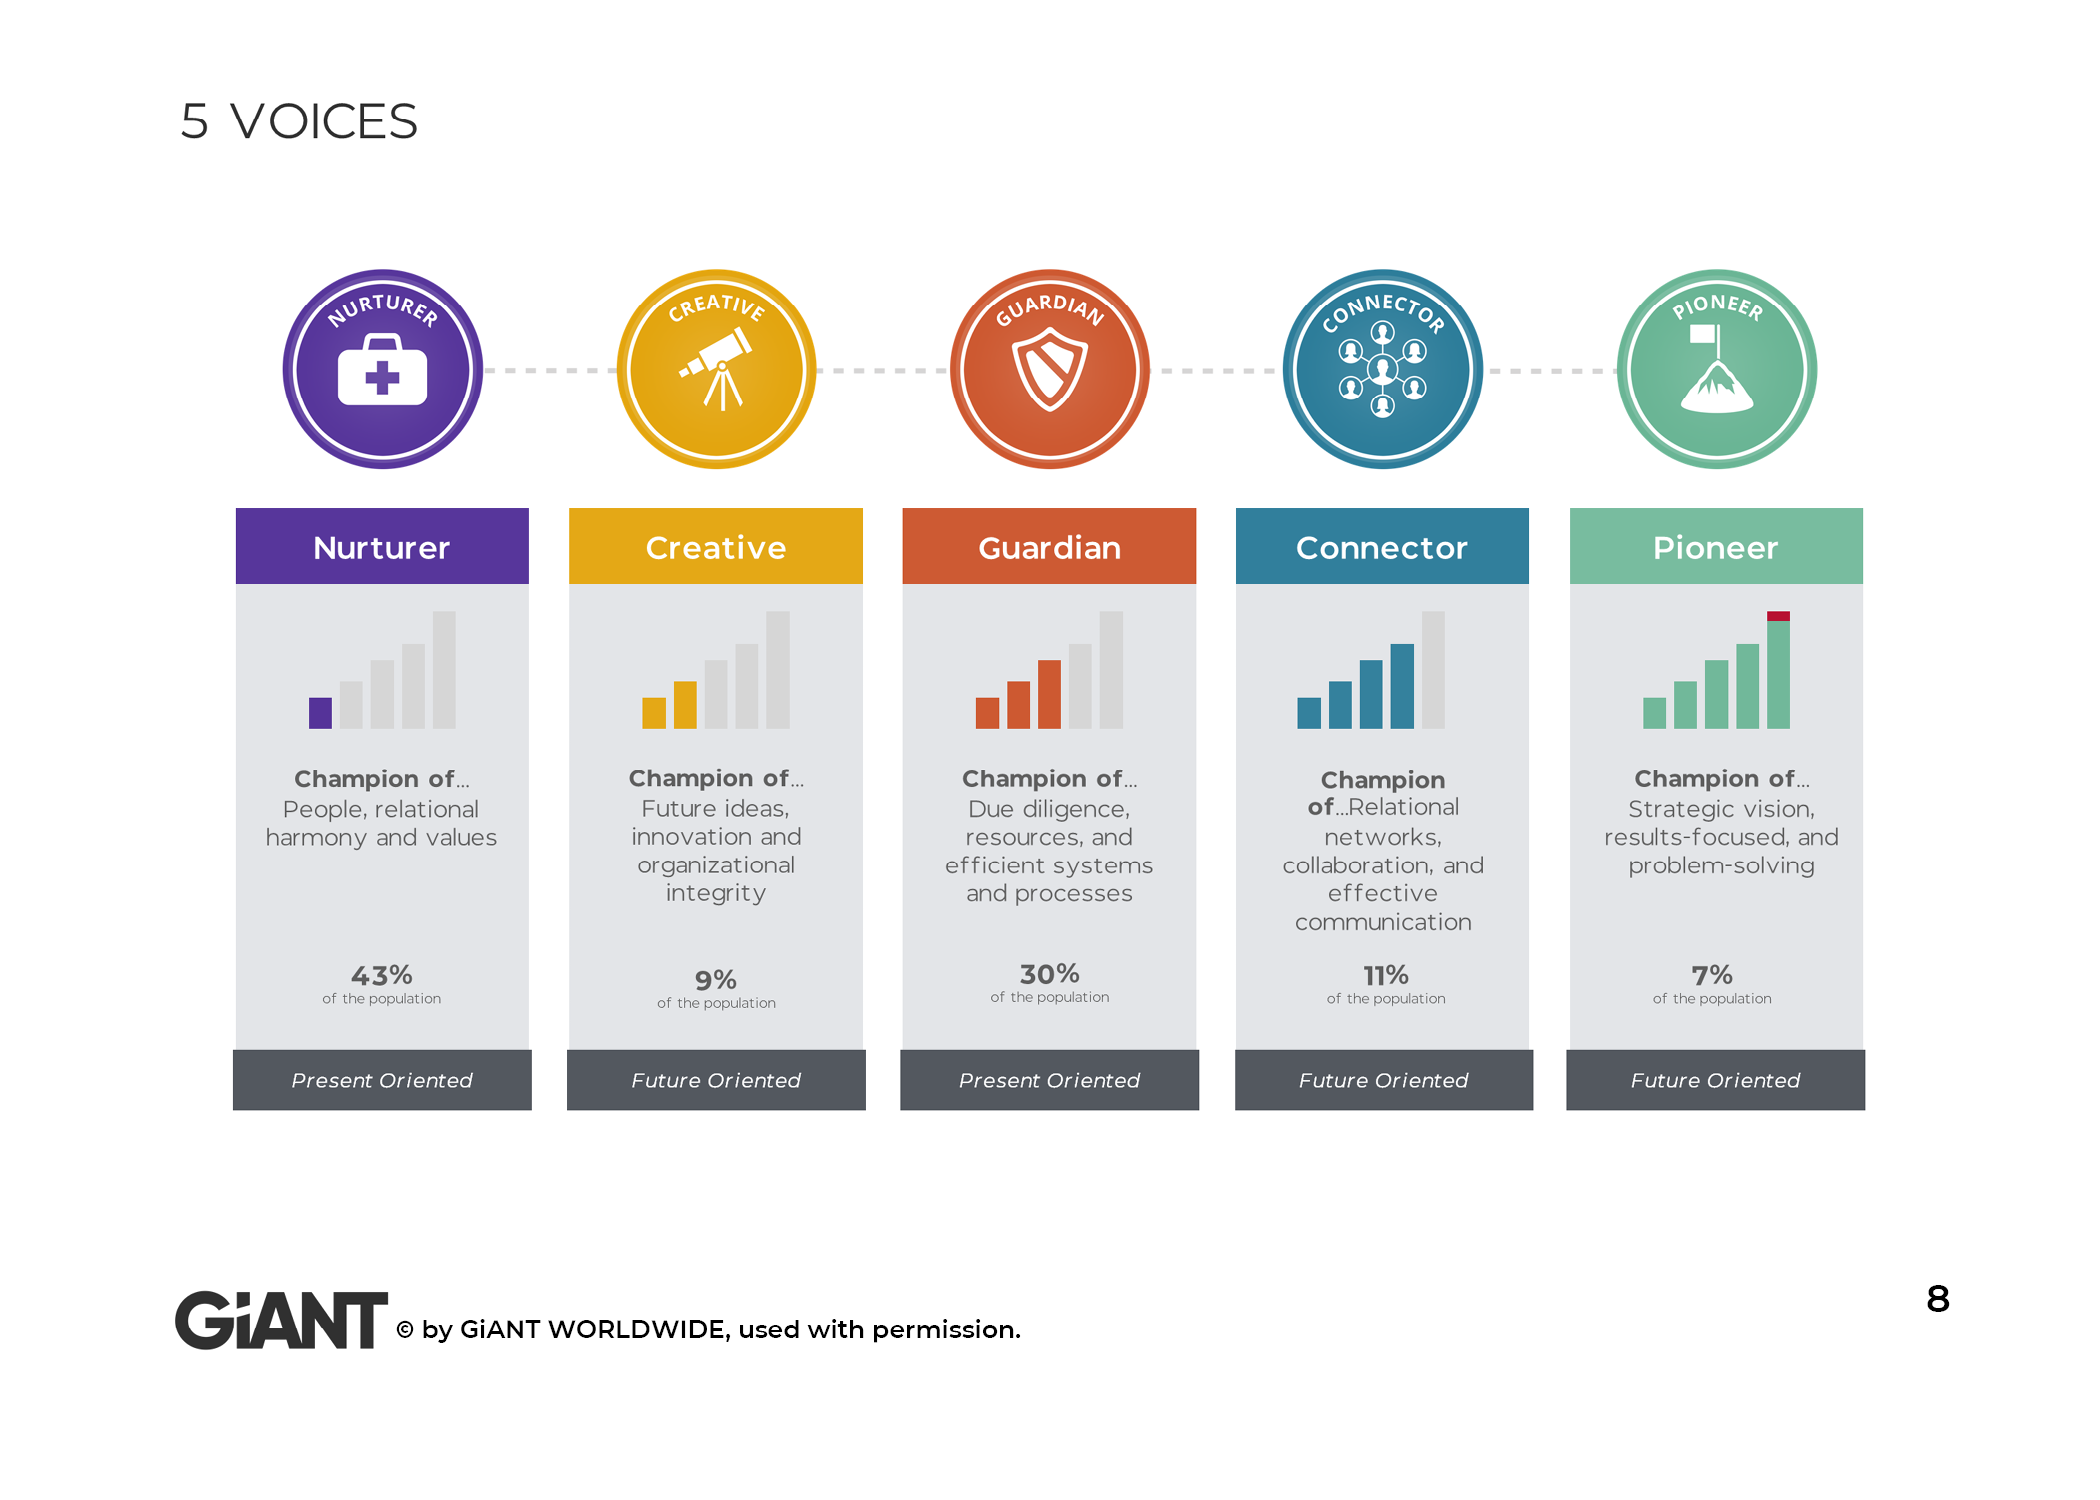 5 VOICES
NURTURER
CREATIVE
GUARDIAN
CONNECTOR
PIONEER
Nurturer
Champion of...
People, relational
harmony and values
43%
of the population
Present Oriented
Creative
Champion of...
Future ideas,
innovation and
organizational
integrity
9%
of the population
Future Oriented
Guardian
Champion of...
Due diligence,
resources, and
efficient systems
and processes
30%
of the population
Present Oriented
Connector
Champion
of...Relational
networks,
collaboration, and
effective
communication
11%
of the population
Future Oriented
Pioneer
Champion of...
Strategic vision,
results-focused, and
problem-solving
7%
of the population
Future Oriented
GiANT © by GiANT WORLDWIDE, used with permission.
8